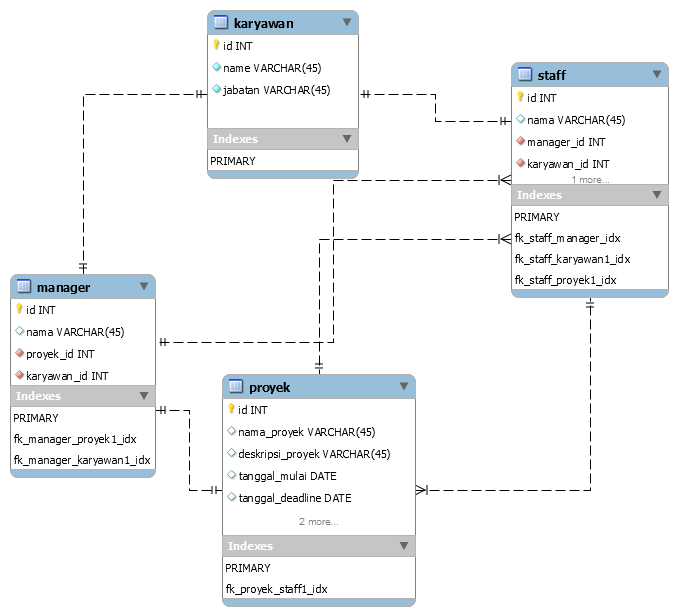 karyawan
id INT
name VARCHAR(45)
jabatan VARCHAR(45)
Indexes
PRIMARY
staff
id INT
nama VARCHAR(45)
manager_id INT
karyawan_id INT
1 more...
Indexes
PRIMARY
fk_staff_manager_idx
fk_staff_karyawan1_idx
fk_staff_proyek1_idx
manager
id INT
nama VARCHAR(45)
proyek_id INT
karyawan_id INT
Indexes
PRIMARY
fk_manager_proyek1_idx
fk_manager_karyawan1_idx
proyek
id INT
nama_proyek VARCHAR(45)
deskripsi_proyek VARCHAR(45)
tanggal_mulai DATE
tanggal_deadline DATE
2 more...
Indexes
PRIMARY
fk_proyek_staff1_idx